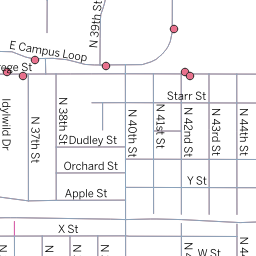 N 39th St
E Campus Loop
Starr St
Idylwild Dr
N 37th St
N 38th St
Dudley St
N 40th St
N 41st St
N 42nd St
N 43rd St
N 44th St
Orchard St
Apple St
Y St
X St
W St
N
N
N
N
N